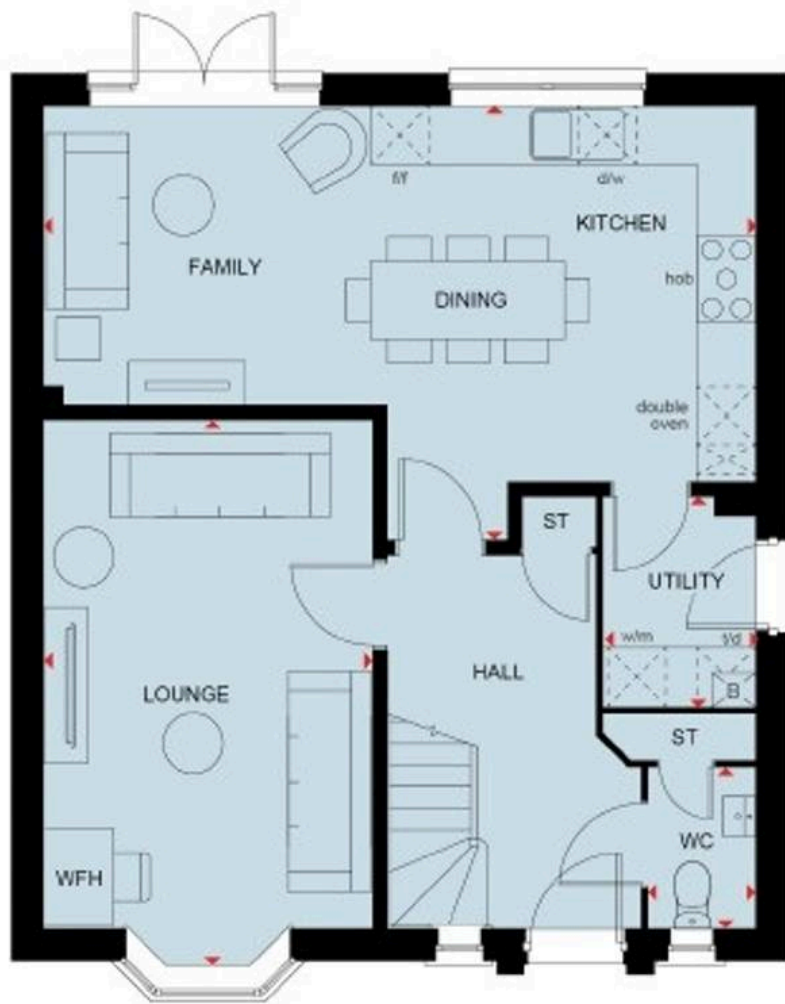 f/f
d/w
KITCHEN
FAMILY
hob
DINING
double
oven
ST
UTILITY
w/m
t/d
HALL
B
LOUNGE
ST
WC
WFH